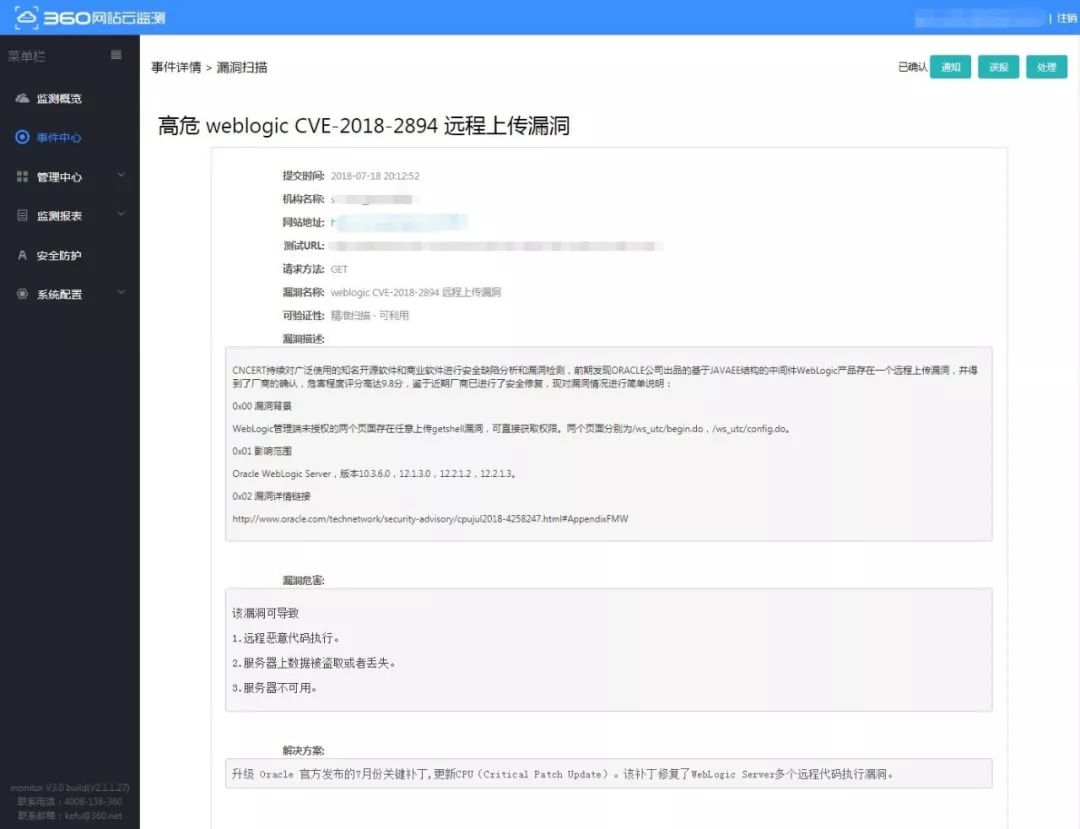 360网站云监测
| 注销
菜单栏
监测概览
事件中心
管理中心
监测报表
安全防护
系统配置
事件详情 > 漏洞扫描
已确认 通知 误报 处理
高危 weblogic CVE-2018-2894 远程上传漏洞
提交时间: 2018-07-18 20:12:52
机构名称:
网站地址:
测试URL:
请求方法: GET
漏洞名称: weblogic CVE-2018-2894 远程上传漏洞
可验证性: 精准扫描 - 可利用
漏洞描述:
CNCERT持续对广泛使用的知名开源软件和商业软件进行安全缺陷分析和漏洞检测，前期发现ORACLE公司出品的基于JAVAEE结构的中间件WebLogic产品存在一个远程上传漏洞，并得
到了厂商的确认，危害程度评分高达9.8分，鉴于近期厂商已进行了安全修复，现对漏洞情况进行简单说明：
0x00 漏洞背景
WebLogic管理端未授权的两个页面存在任意上传getshell漏洞，可直接获取权限。两个页面分别为/ws_utc/begin.do，/ws_utc/config.do。
0x01 影响范围
Oracle WebLogic Server，版本10.3.6.0，12.1.3.0，12.2.1.2，12.2.1.3。
0x02 漏洞详情链接
http://www.oracle.com/technetwork/security-advisory/cpujul2018-4258247.html#AppendixFMW
漏洞危害:
该漏洞可导致
1.远程恶意代码执行。
2.服务器上数据被盗取或者丢失。
3.服务器不可用。
解决方案:
升级 Oracle 官方发布的7月份关键补丁,更新CPU（Critical Patch Update）。该补丁修复了WebLogic Server多个远程代码执行漏洞。
monitor V3.0 build(V2.1.1.27)
联系电话：4008-136-360
联系邮箱：kefu@360.net